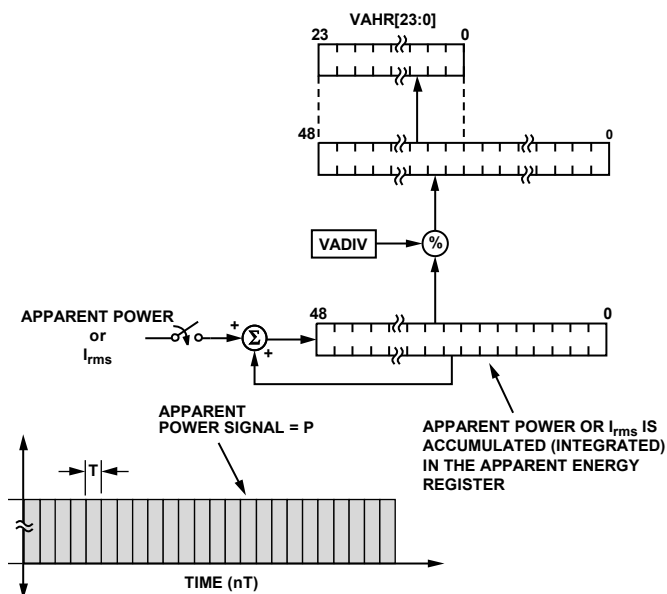 VAHR[23:0]
23 0
48 0
VADIV %
48 0
APPARENT POWER
or
Irms
+ Σ +
APPARENT
POWER SIGNAL = P
APPARENT POWER OR Irms IS
ACCUMULATED (INTEGRATED)
IN THE APPARENT ENERGY
REGISTER
T
TIME (nT)